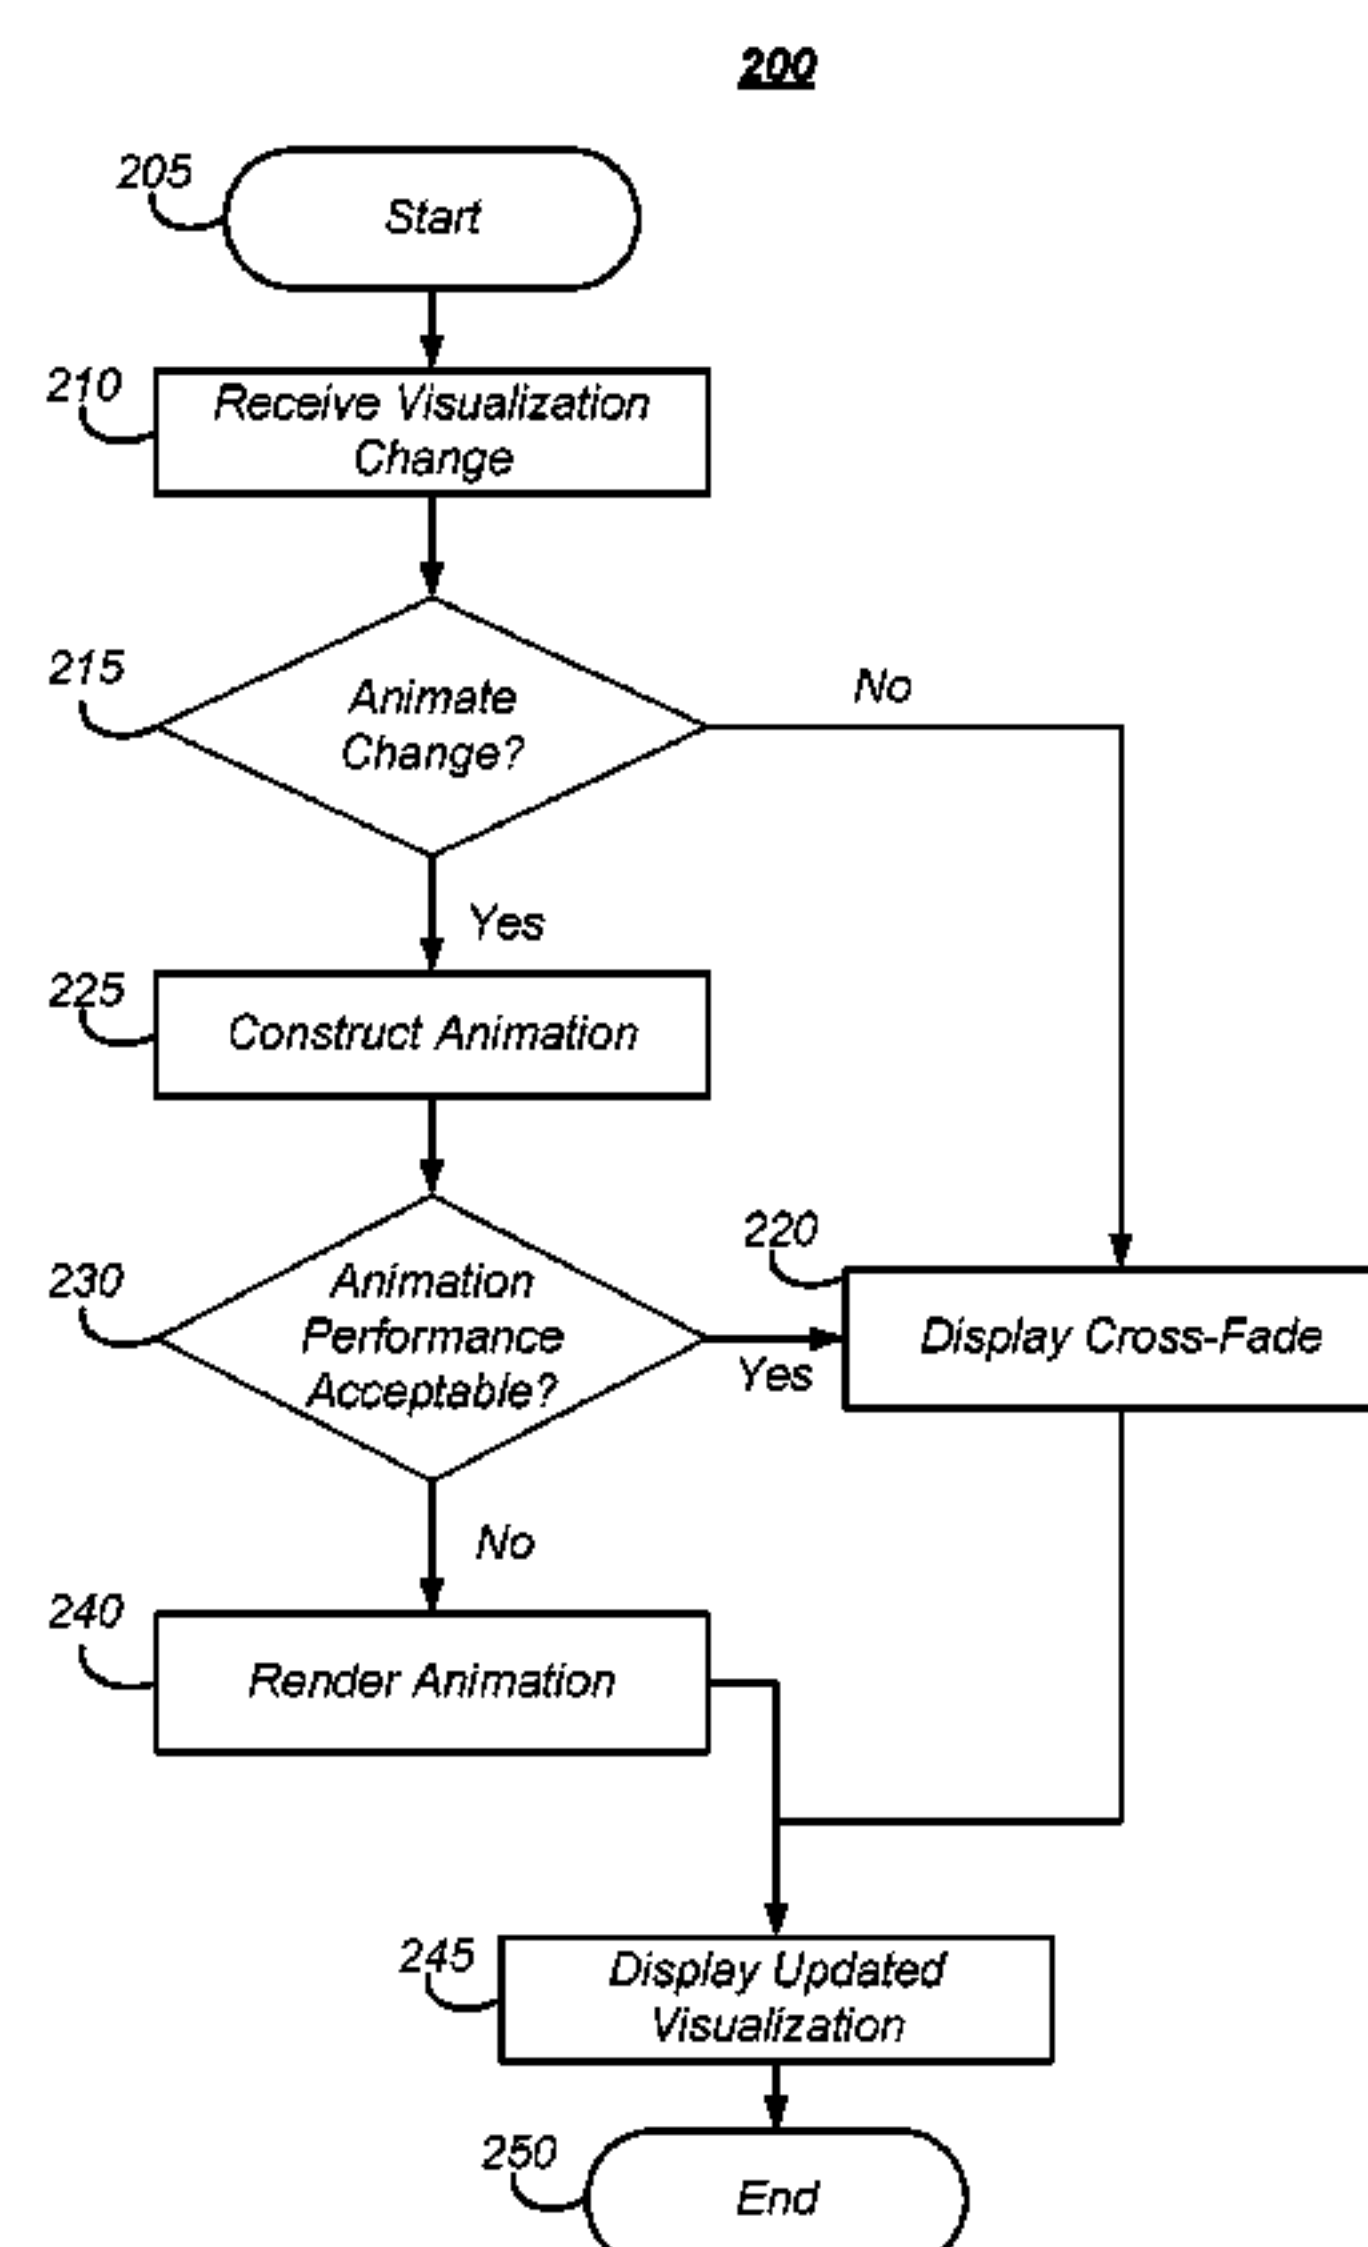 200
205
Start
210
Receive Visualization
Change
215
Animate
Change?
No
Yes
225
Construct Animation
230
Animation
Performance
Acceptable?
Yes
220
Display Cross-Fade
No
240
Render Animation
245
Display Updated
Visualization
250
End